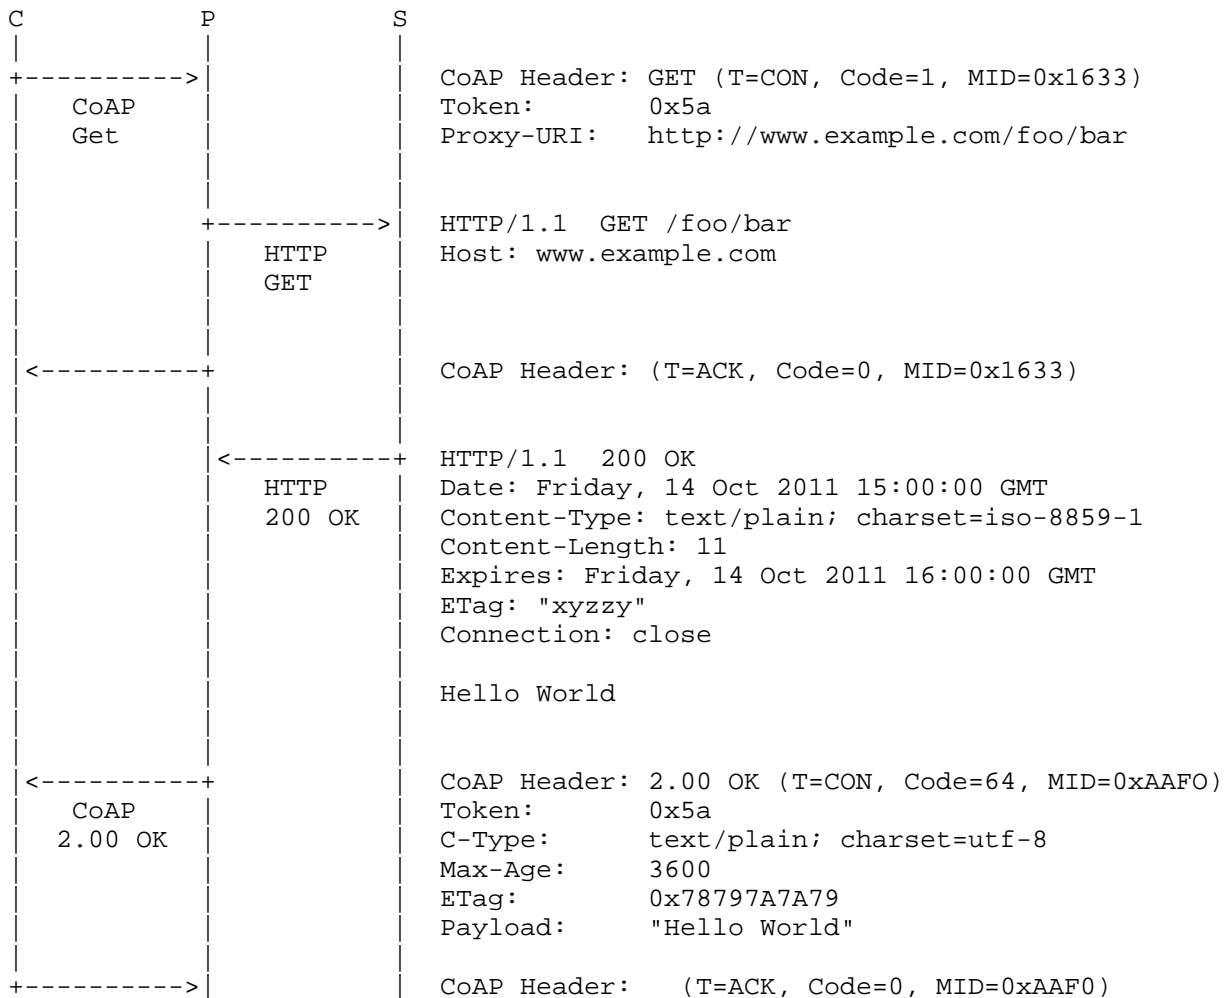 C P S
+----------->| | CoAP Header: GET (T=CON, Code=1, MID=0x1633)
| CoAP | | Token: 0x5a
| Get | | Proxy-URI: http://www.example.com/foo/bar
| +---------->| HTTP/1.1 GET /foo/bar
| | HTTP | Host: www.example.com
| | GET |
|<----------+ | CoAP Header: (T=ACK, Code=0, MID=0x1633)
| |<----------+ HTTP/1.1 200 OK
| | HTTP | Date: Friday, 14 Oct 2011 15:00:00 GMT
| | 200 OK | Content-Type: text/plain; charset=iso-8859-1
| | | Content-Length: 11
| | | Expires: Friday, 14 Oct 2011 16:00:00 GMT
| | | ETag: "xyzzy"
| | | Connection: close
| | | Hello World
|<----------+ | CoAP Header: 2.00 OK (T=CON, Code=64, MID=0xAAFO)
| CoAP | | Token: 0x5a
| 2.00 OK | | C-Type: text/plain; charset=utf-8
| | | Max-Age: 3600
| | | ETag: 0x78797A7A79
| | | Payload: "Hello World"
+---------->| | CoAP Header: (T=ACK, Code=0, MID=0xAAF0)